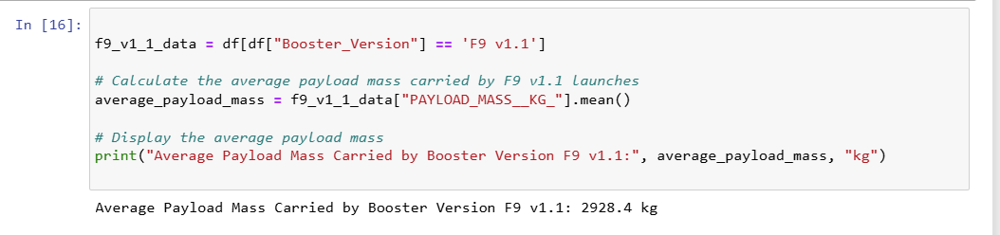 In [16]:
f9_v1_1_data = df[df["Booster_Version"] == 'F9 v1.1']
# Calculate the average payload mass carried by F9 v1.1 launches
average_payload_mass = f9_v1_1_data["PAYLOAD_MASS__KG_"].mean()
# Display the average payload mass
print("Average Payload Mass Carried by Booster Version F9 v1.1:", average_payload_mass, "kg")
Average Payload Mass Carried by Booster Version F9 v1.1: 2928.4 kg